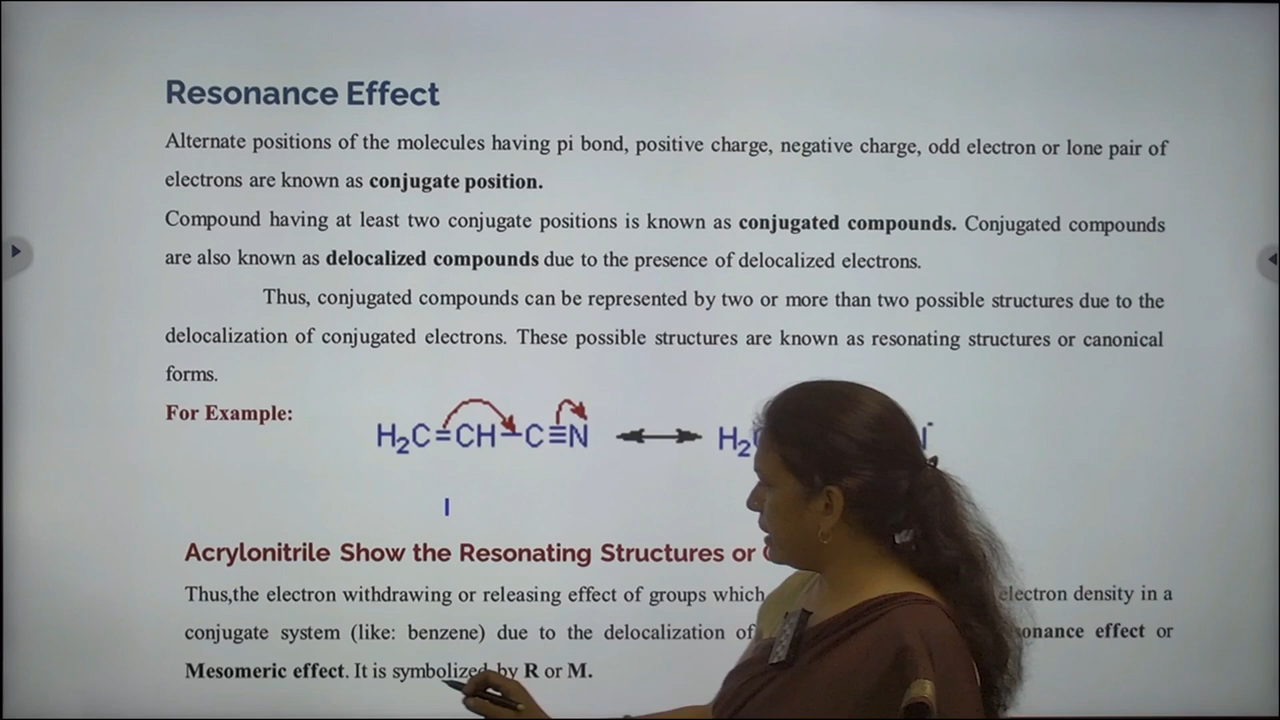 Resonance Effect
Alternate positions of the molecules having pi bond, positive charge, negative charge, odd electron or lone pair of
electrons are known as conjugate position.
Compound having at least two conjugate positions is known as conjugated compounds. Conjugated compounds
are also known as delocalized compounds due to the presence of delocalized electrons.
Thus, conjugated compounds can be represented by two or more than two possible structures due to the
delocalization of conjugated electrons. These possible structures are known as resonating structures or canonical
forms.
For Example:
H₂C=CH-C≡N H₂
I
Acrylonitrile Show the Resonating Structures or
Thus,the electron withdrawing or releasing effect of groups which electron density in a
conjugate system (like: benzene) due to the delocalization of effect or
Mesomeric effect. It is symbolized by R or M.